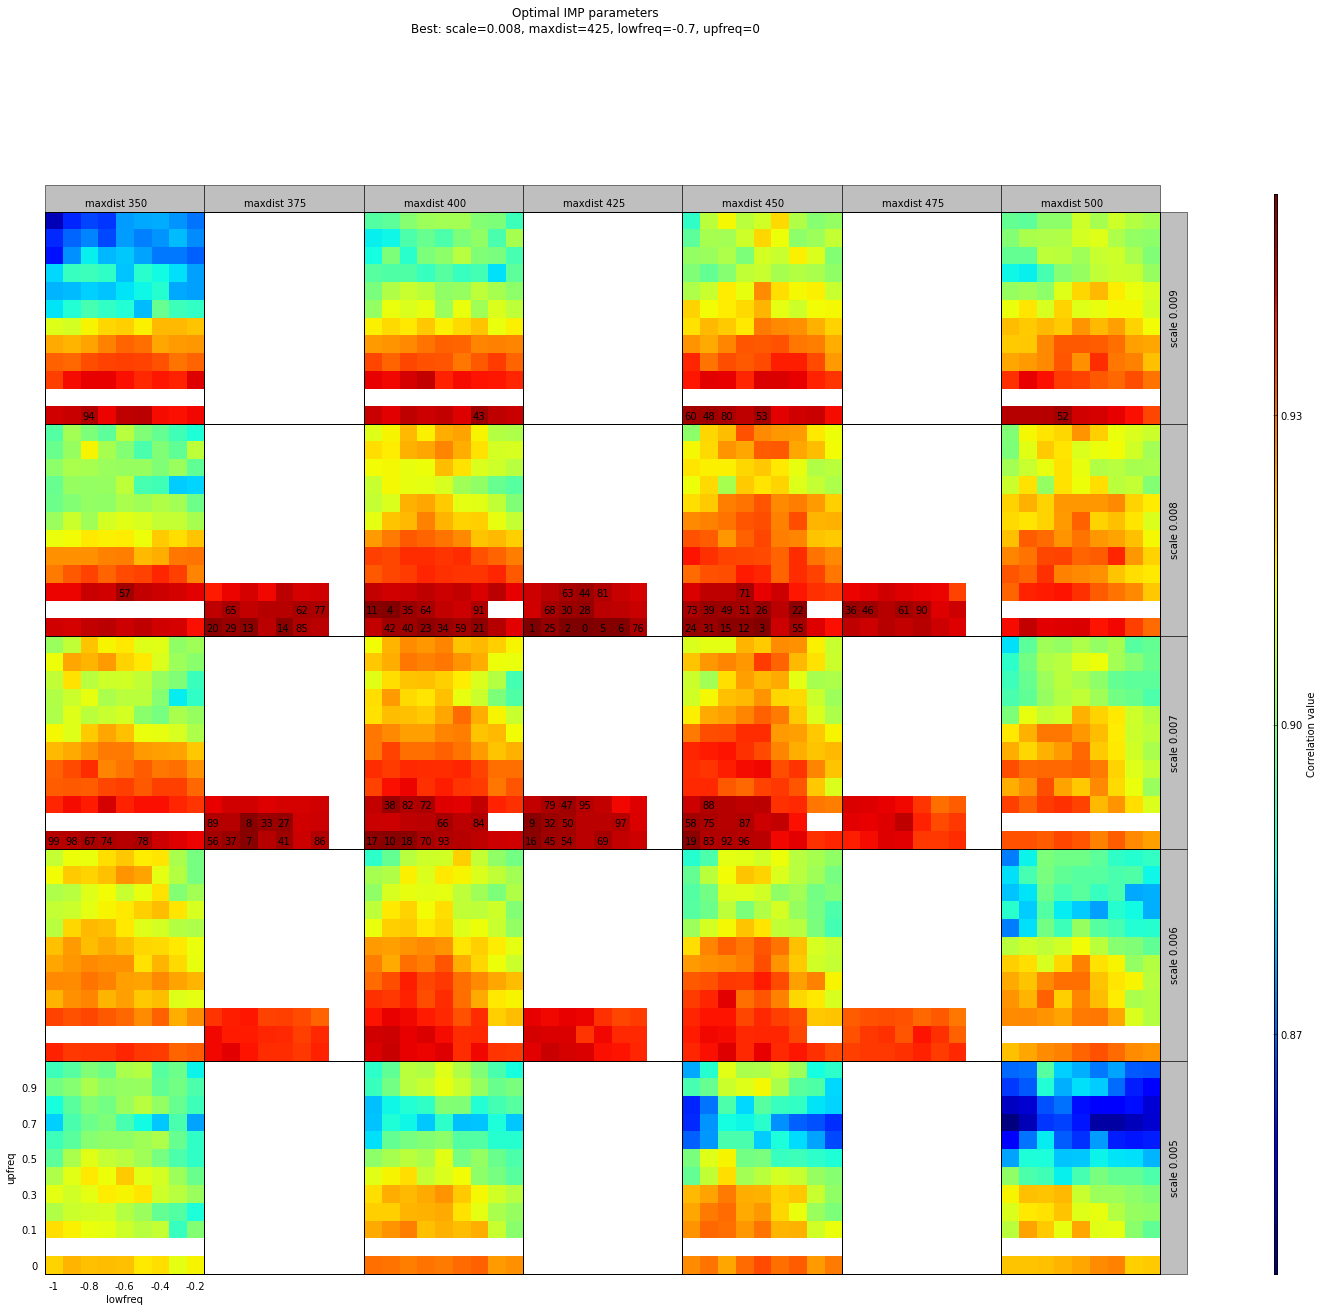 Optimal IMP parameters
Best: scale=0.008, maxdist=425, lowfreq=-0.7, upfreq=0
maxdist 350 maxdist 375 maxdist 400 maxdist 425 maxdist 450 maxdist 475 maxdist 500
scale 0.009
94 43 60 48 80 53 52
scale 0.008
57 63 44 81 71
65 62 77 11 4 35 64 91 68 30 28 73 39 49 51 26 22 36 46 61 90
20 29 13 14 85 42 40 23 34 59 21 1 25 2 0 5 6 76 24 31 15 12 3 55
scale 0.007
38 82 72 79 47 95 88
89 8 33 27 66 84 9 32 50 97 58 75 87
99 98 67 74 78 56 37 7 41 86 17 10 18 70 93 16 45 54 69 19 83 92 96
scale 0.006
scale 0.005
0.9
0.7
0.5
0.3
0.1
0
upfreq
-1 -0.8 -0.6 -0.4 -0.2
lowfreq
0.93
0.90
0.87
Correlation value